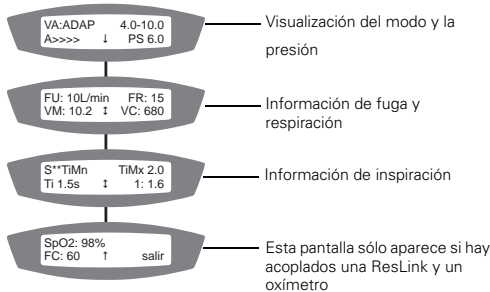 VA:ADAP 4.0-10.0
A>>>> ↓ PS 6.0
Visualización del modo y la
presión
FU: 10L/min FR: 15
VM: 10.2 ↕ VC: 680
Información de fuga y
respiración
S**TiMn TiMx 2.0
Ti 1.5s ↕ 1: 1.6
Información de inspiración
SpO2: 98%
FC: 60 ↑ salir
Esta pantalla sólo aparece si hay
acoplados una ResLink y un
oxímetro